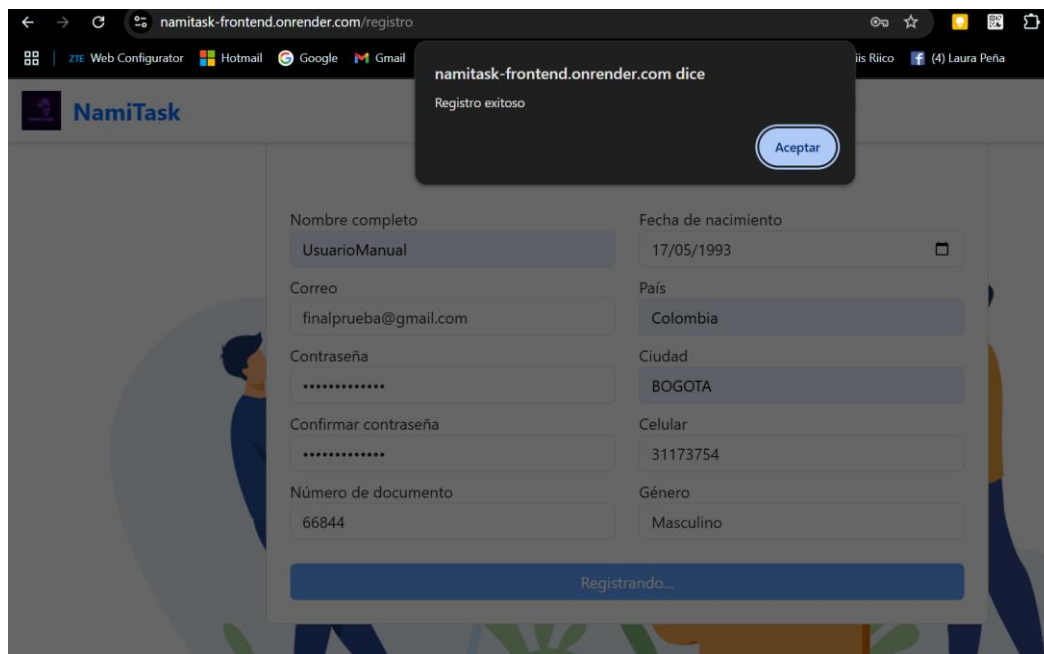 namitask-frontend.onrender.com/registro
ZTE Web Configurator Hotmail Google Gmail iis Riico (4) Laura Peña
namitask-frontend.onrender.com dice
Registro exitoso
Aceptar
NamiTask
Nombre completo Fecha de nacimiento
UsuarioManual 17/05/1993
Correo País
finalprueba@gmail.com Colombia
Contraseña Ciudad
••••••••••••• BOGOTA
Confirmar contraseña Celular
••••••••••••• 31173754
Número de documento Género
66844 Masculino
Registrando...